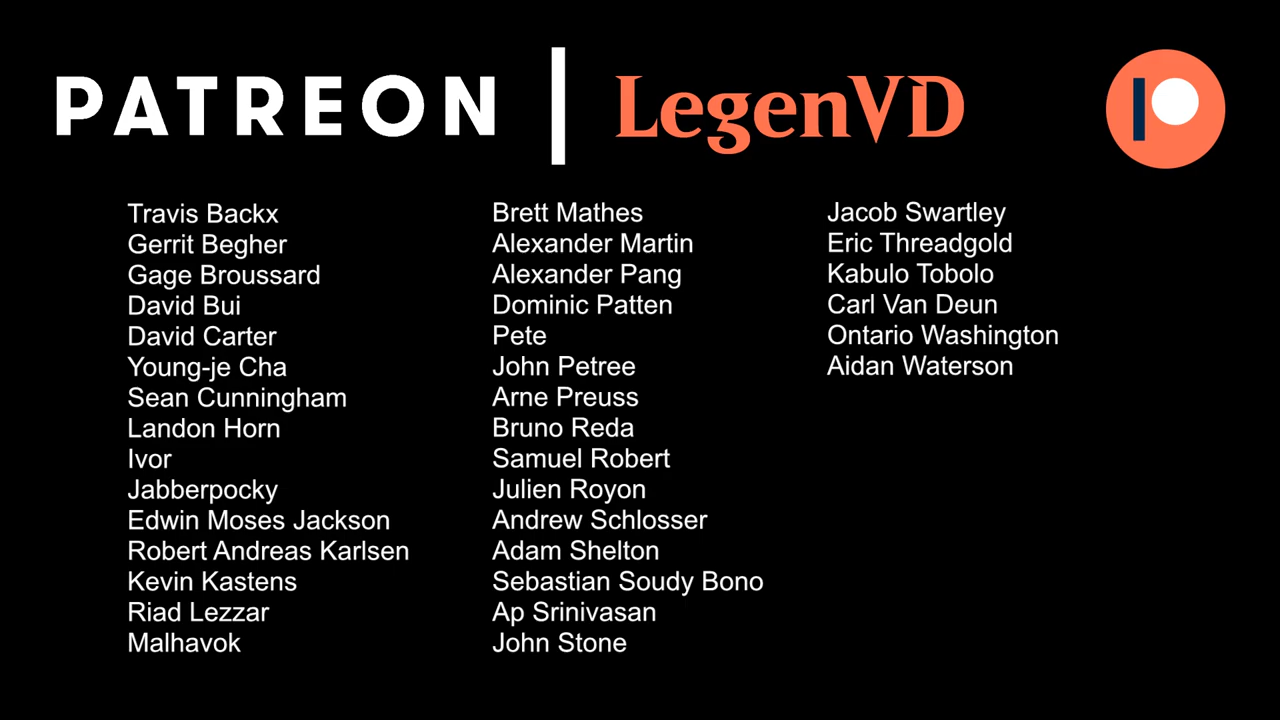 PATREON | LegenVD
Travis Backx
Gerrit Begher
Gage Broussard
David Bui
David Carter
Young-je Cha
Sean Cunningham
Landon Horn
Ivor
Jabberpocky
Edwin Moses Jackson
Robert Andreas Karlsen
Kevin Kastens
Riad Lezzar
Malhavok
Brett Mathes
Alexander Martin
Alexander Pang
Dominic Patten
Pete
John Petree
Arne Preuss
Bruno Reda
Samuel Robert
Julien Royon
Andrew Schlosser
Adam Shelton
Sebastian Soudy Bono
Ap Srinivasan
John Stone
Jacob Swartley
Eric Threadgold
Kabulo Tobolo
Carl Van Deun
Ontario Washington
Aidan Waterson